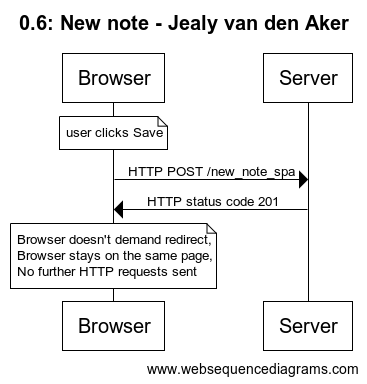 0.6: New note - Jealy van den Aker
Browser
Server
user clicks Save
HTTP POST /new_note_spa
HTTP status code 201
Browser doesn't demand redirect,
Browser stays on the same page,
No further HTTP requests sent
Browser
Server
www.websequencediagrams.com